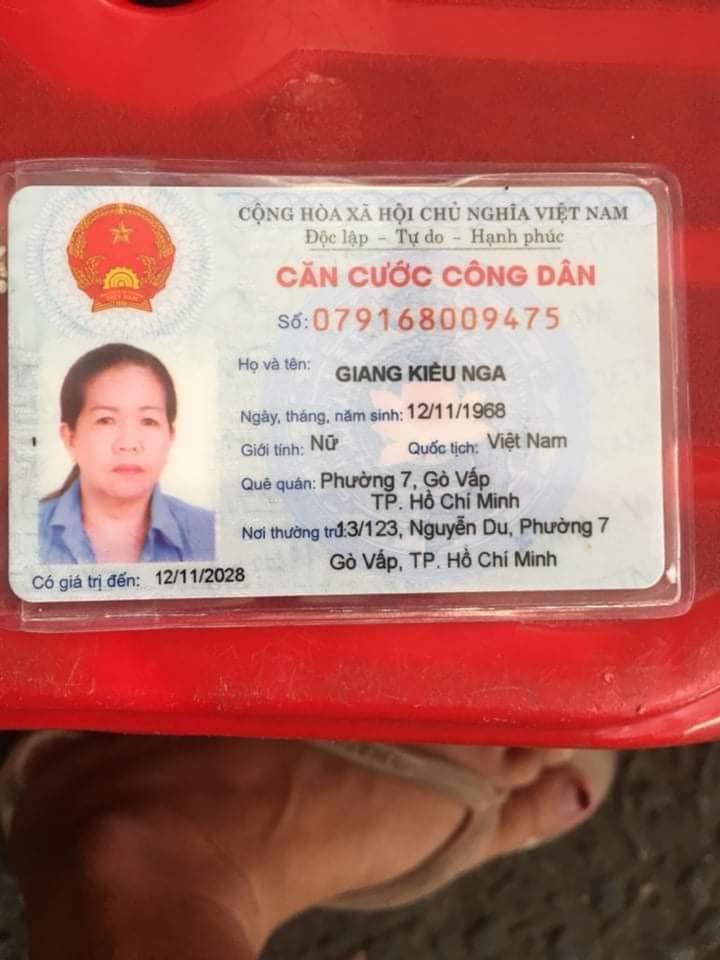 CỘNG HÒA XÃ HỘI CHỦ NGHĨA VIỆT NAM
Độc lập - Tự do - Hạnh phúc
CĂN CƯỚC CÔNG DÂN
Số: 079168009475
Họ và tên: GIANG KIỀU NGA
Ngày, tháng, năm sinh: 12/11/1968
Giới tính: Nữ Quốc tịch: Việt Nam
Quê quán: Phường 7, Gò Vấp
TP. Hồ Chí Minh
Nơi thường trú: 13/123, Nguyễn Du, Phường 7
Gò Vấp, TP. Hồ Chí Minh
Có giá trị đến: 12/11/2028